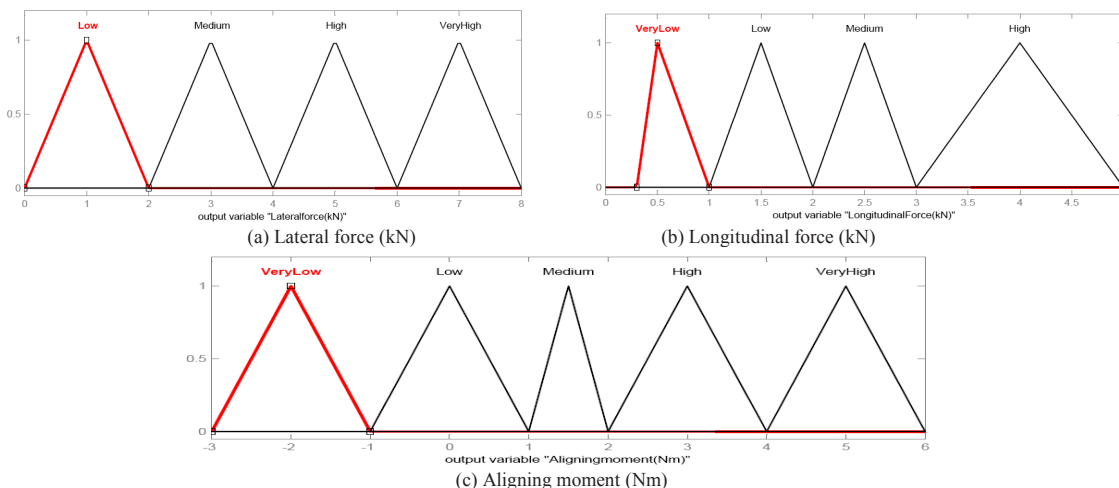 Low Medium High VeryHigh
1
0.5
0
0 1 2 3 4 5 6 7 8
output variable "Lateralforce(kN)"
(a) Lateral force (kN)
VeryLow Low Medium High
1
0.5
0
0 0.5 1 1.5 2 2.5 3 3.5 4 4.5
output variable "LongitudinalForce(kN)"
(b) Longitudinal force (kN)
VeryLow Low Medium High VeryHigh
1
0.5
0
-3 -2 -1 0 1 2 3 4 5 6
output variable "Aligningmoment(Nm)"
(c) Aligning moment (Nm)